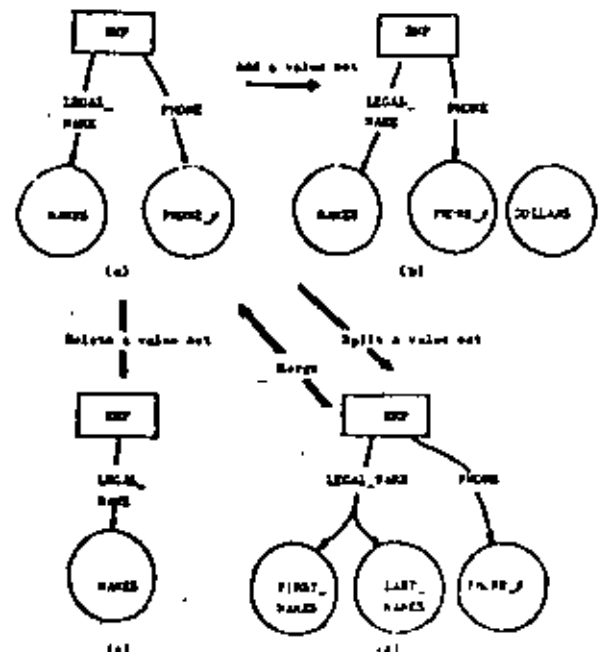 EMP
EMP
Add a value set
LEGAL_
NAME
PHONE
LEGAL_
NAME
PHONE
NAMES
PHONE_#
NAMES
PHONE_#
DOLLARS
(a)
(b)
Delete a value set
Split a value set
Merge
EMP
EMP
LEGAL_
NAME
LEGAL_NAME
PHONE
NAMES
FIRST_
NAMES
LAST_
NAMES
PHONE_#
(c)
(d)